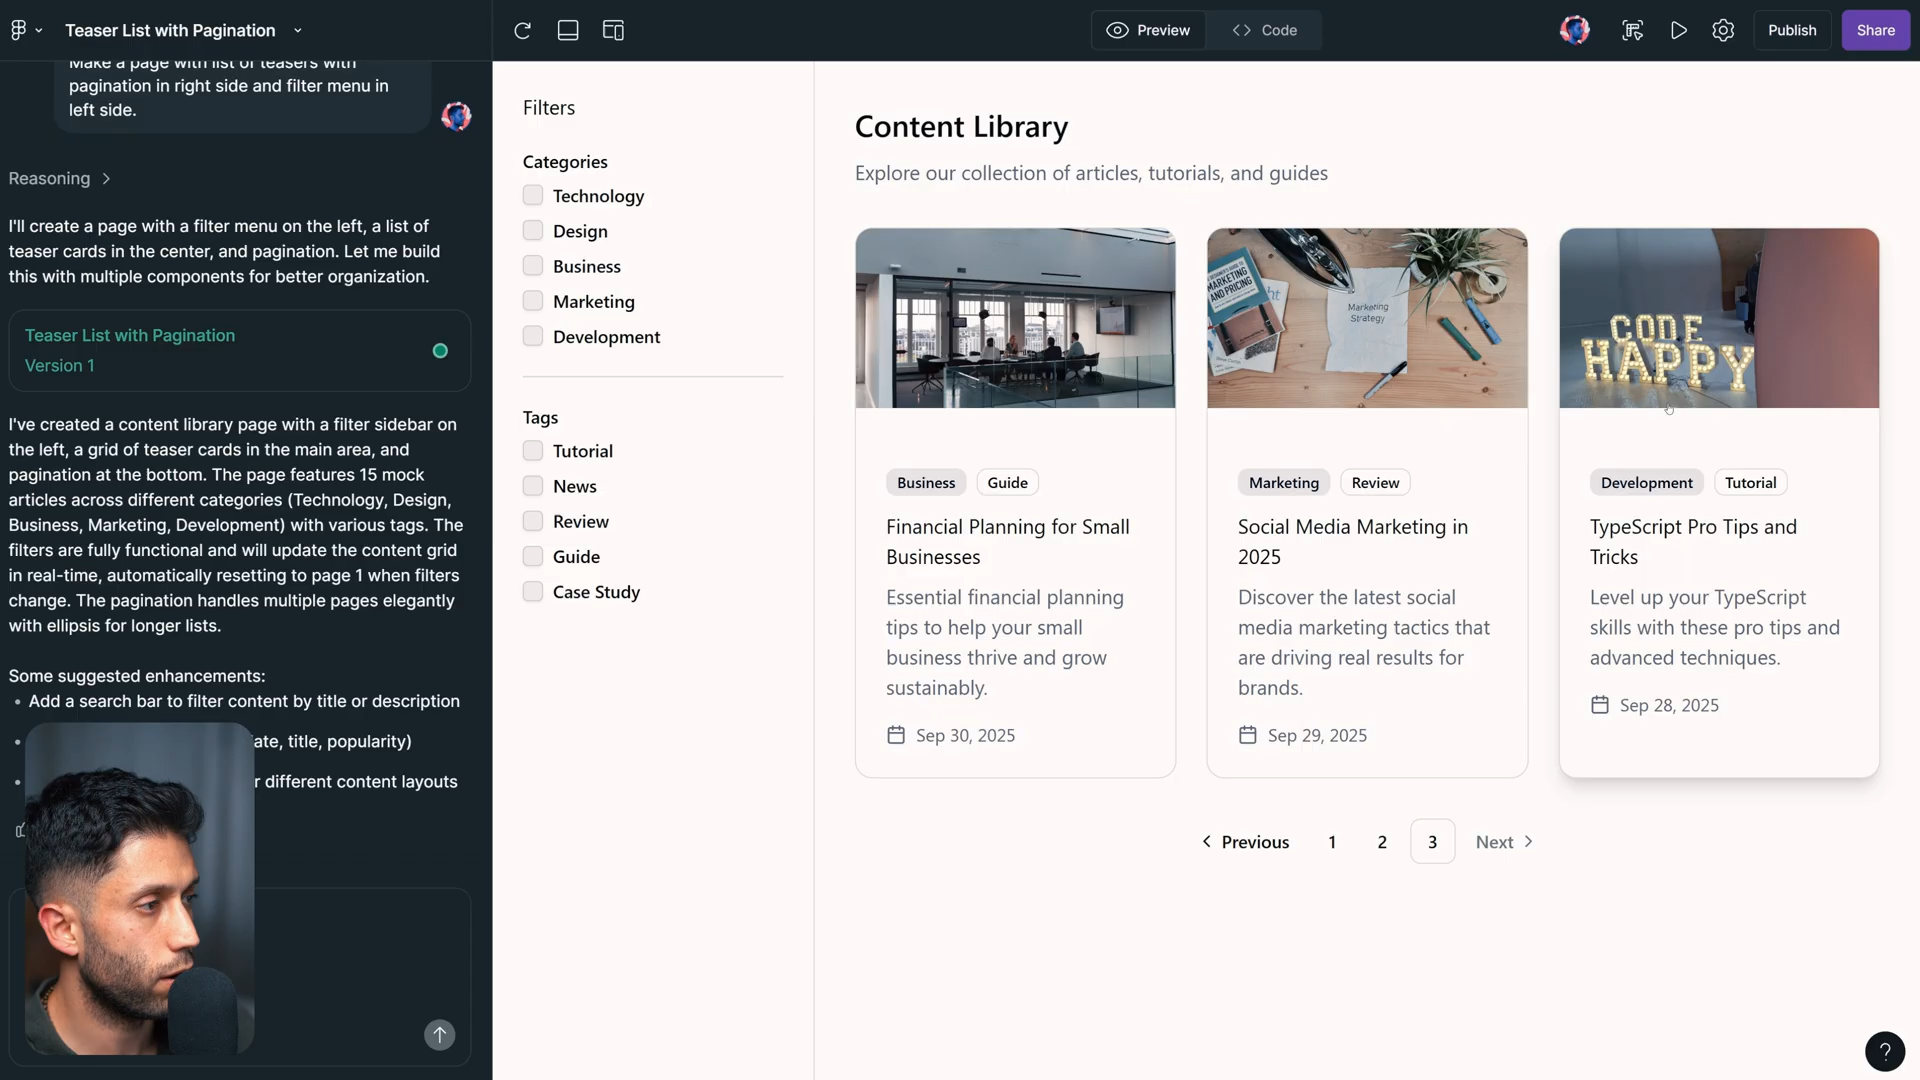 Teaser List with Pagination
Preview
Code
Publish
Share
Make a page with list of teasers with
pagination in right side and filter menu in
left side.
Reasoning
I'll create a page with a filter menu on the left, a list of
teaser cards in the center, and pagination. Let me build
this with multiple components for better organization.
Teaser List with Pagination
Version 1
I've created a content library page with a filter sidebar on
the left, a grid of teaser cards in the main area, and
pagination at the bottom. The page features 15 mock
articles across different categories (Technology, Design,
Business, Marketing, Development) with various tags. The
filters are fully functional and will update the content grid
in real-time, automatically resetting to page 1 when filters
change. The pagination handles multiple pages elegantly
with ellipsis for longer lists.
Some suggested enhancements:
• Add a search bar to filter content by title or description
ate, title, popularity)
r different content layouts
Filters
Categories
Technology
Design
Business
Marketing
Development
Tags
Tutorial
News
Review
Guide
Case Study
Content Library
Explore our collection of articles, tutorials, and guides
Business Guide
Financial Planning for Small
Businesses
Essential financial planning
tips to help your small
business thrive and grow
sustainably.
Sep 30, 2025
MARKETING
AND PRICING
Marketing
Strategy
Marketing Review
Social Media Marketing in
2025
Discover the latest social
media marketing tactics that
are driving real results for
brands.
Sep 29, 2025
CODE
HAPPY
Development Tutorial
TypeScript Pro Tips and
Tricks
Level up your TypeScript
skills with these pro tips and
advanced techniques.
Sep 28, 2025
Previous 1 2 3 Next
?